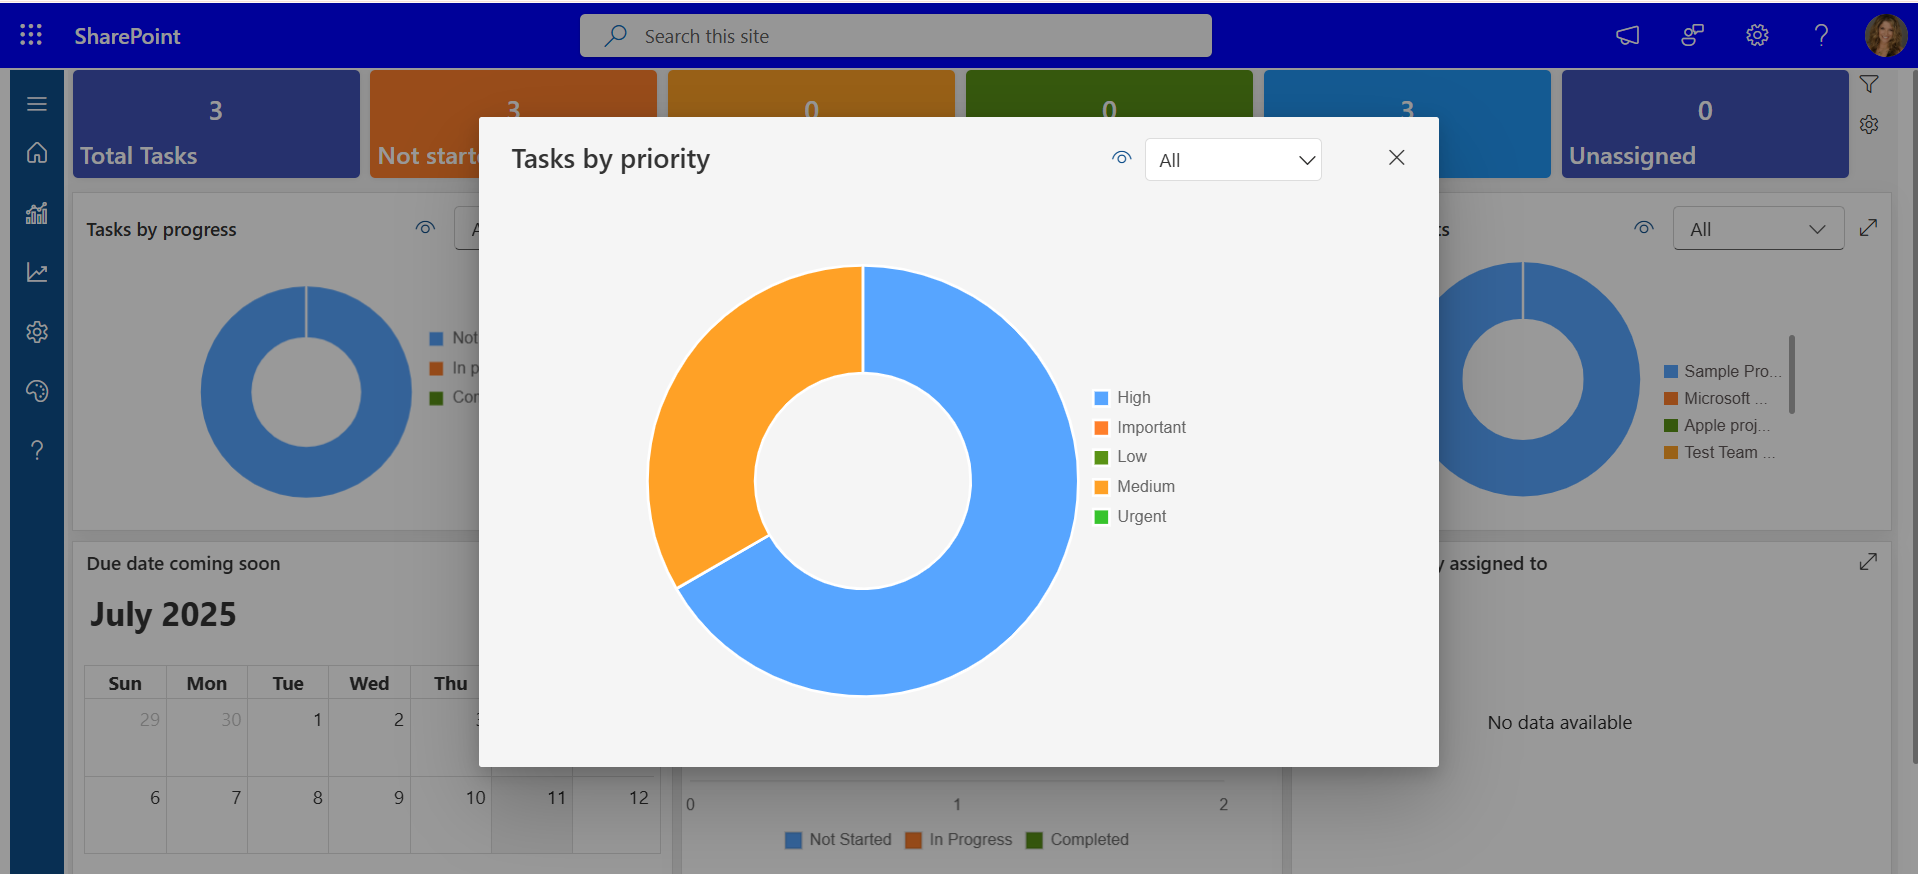 SharePoint
Search this site
3
Total Tasks
3
Not start
0
0
3
0
Unassigned
Tasks by priority
All
Tasks by progress
ts
All
High
Important
Low
Medium
Urgent
Not
In p
Con
Sample Pro...
Microsoft ...
Apple proj...
Test Team ...
Due date coming soon
July 2025
Sun Mon Tue Wed Thu
29 30 1 2
6 7 8 9 10 11 12
0 1 2
Not Started In Progress Completed
y assigned to
No data available